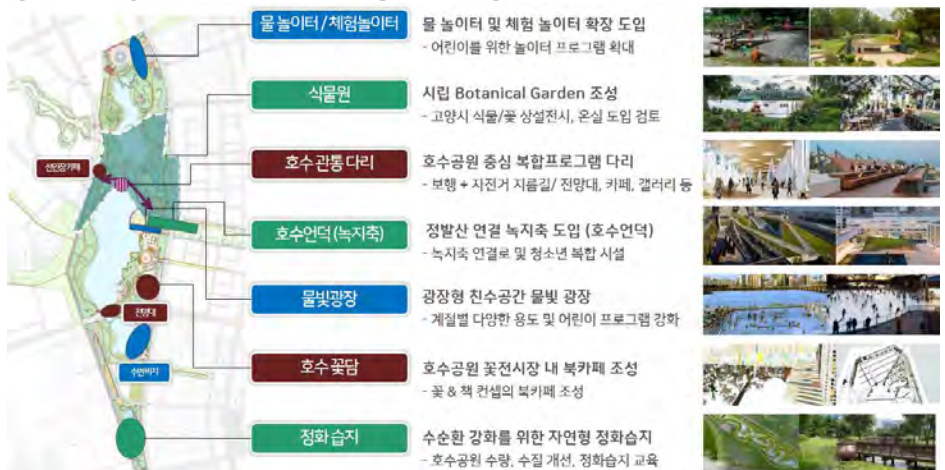 물 놀이터 / 체험놀이터
물 놀이터 및 체험 놀이터 확장 도입
- 어린이를 위한 놀이터 프로그램 확대
식물원
시립 Botanical Garden 조성
- 고양시 식물/꽃 상설전시, 온실 도입 검토
선인장카페
호수 관통 다리
호수공원 중심 복합프로그램 다리
- 보행 + 자전거 지름길/ 전망대, 카페, 갤러리 등
호수언덕 (녹지축)
정발산 연결 녹지축 도입 (호수언덕)
- 녹지축 연결로 및 청소년 복합 시설
물빛광장
광장형 친수공간 물빛 광장
- 계절별 다양한 용도 및 어린이 프로그램 강화
전망대
수변비치
호수 꽃담
호수공원 꽃전시장 내 북카페 조성
- 꽃 & 책 컨셉의 북카페 조성
정화 습지
수순환 강화를 위한 자연형 정화습지
- 호수공원 수량, 수질 개선, 정화습지 교육